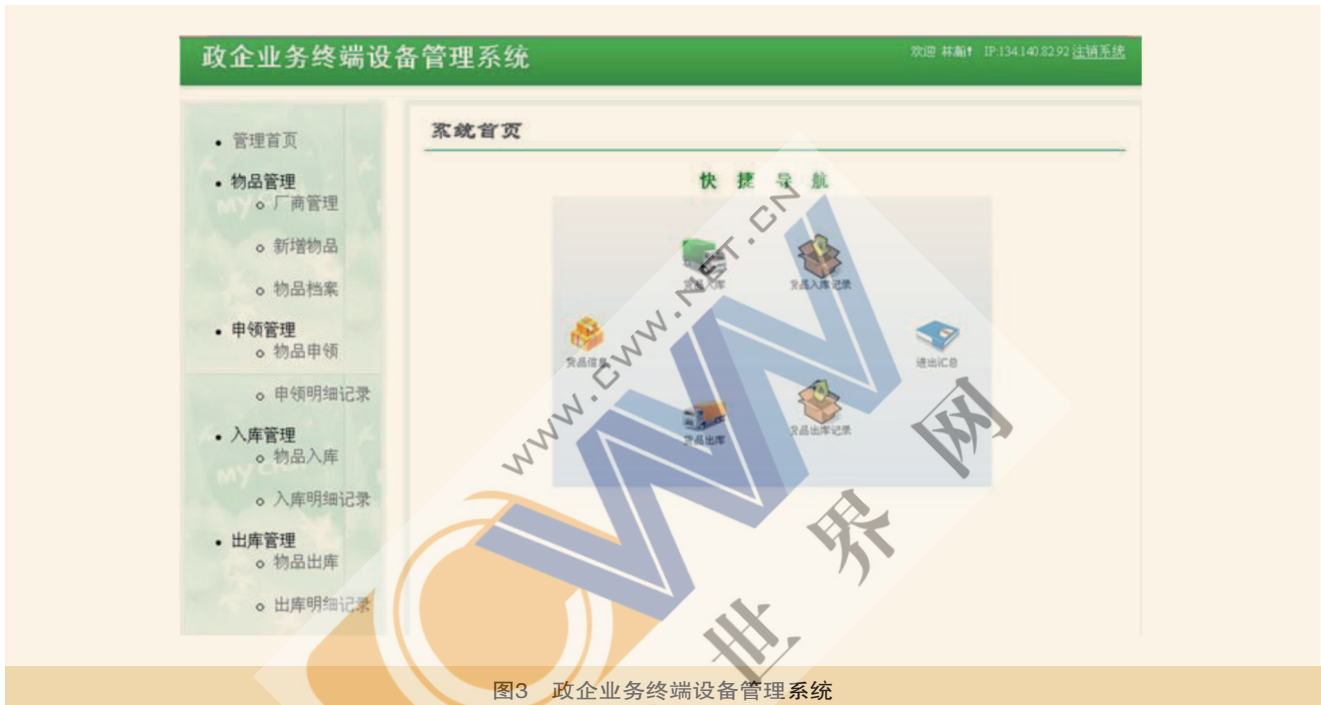 政企业务终端设备管理系统
欢迎 林瀚! IP:134.140.82.92 注销系统
管理首页
物品管理
厂商管理
新增物品
物品档案
申领管理
物品申领
申领明细记录
入库管理
物品入库
入库明细记录
出库管理
物品出库
出库明细记录
系统首页
快 捷 导 航
货品入库
货品入库记录
货品信息
进出汇总
货品出库
货品出库记录
www.cww.net.cn
世界网
图3 政企业务终端设备管理系统